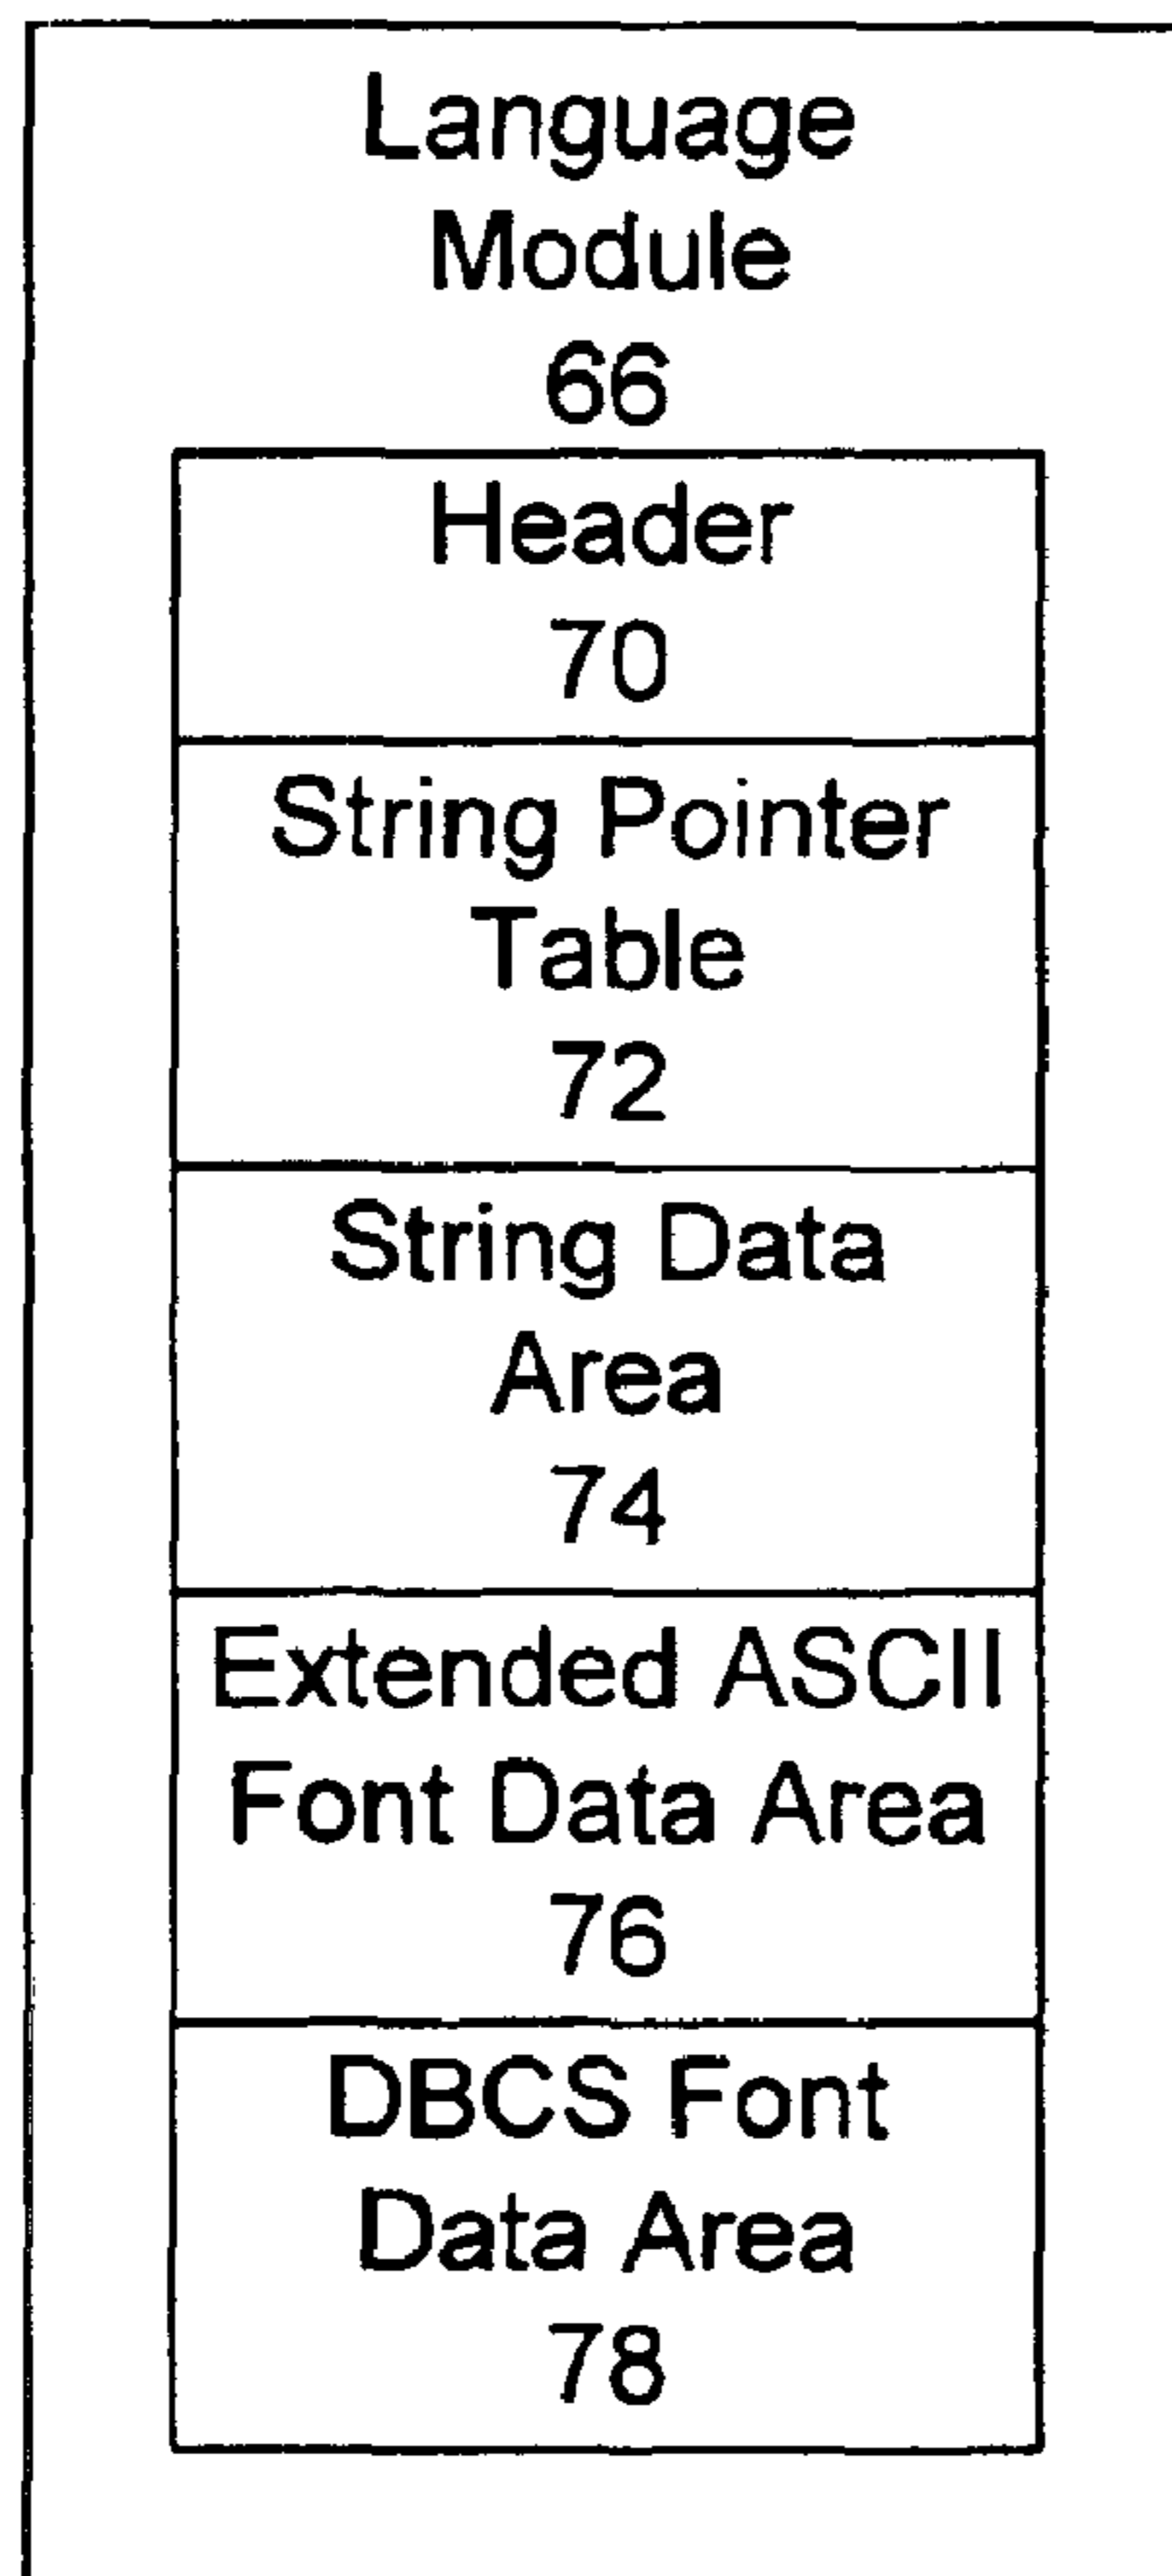 Language
Module
66
Header
70
String Pointer
Table
72
String Data
Area
74
Extended ASCII
Font Data Area
76
DBCS Font
Data Area
78